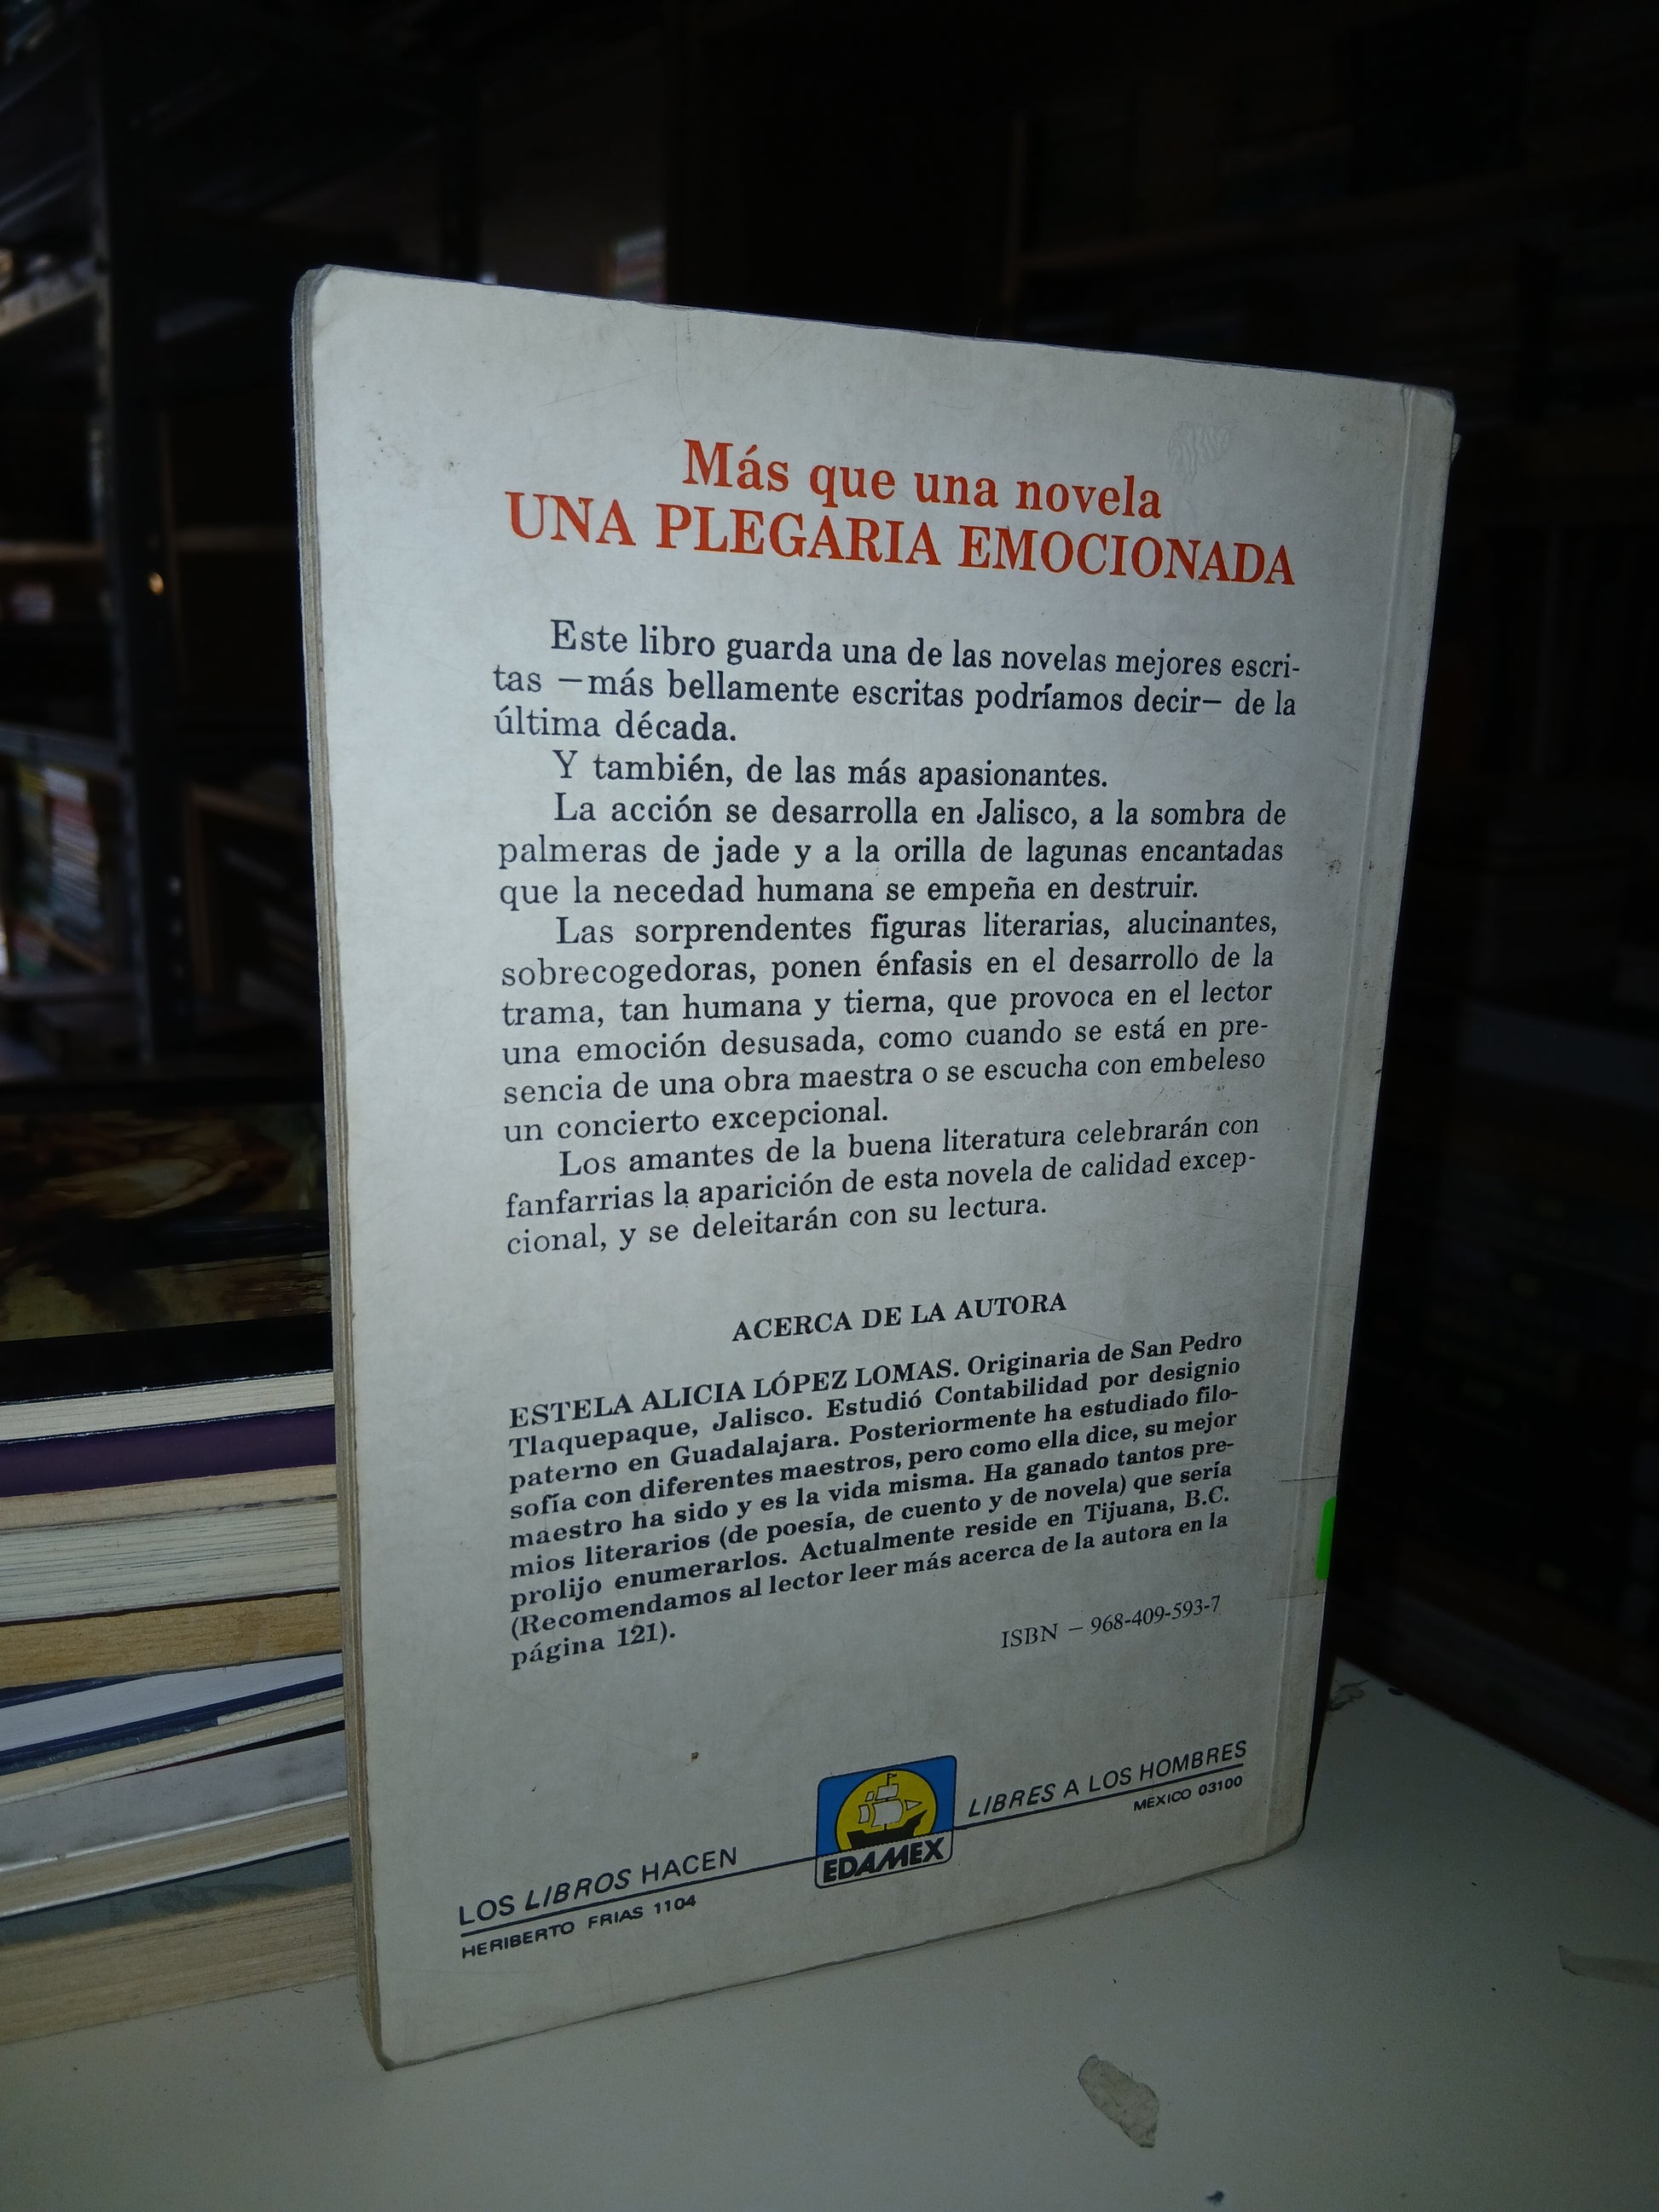 Más que una novela
UNA PLEGARIA EMOCIONADA
Este libro guarda una de las novelas mejores escri-
tas —más bellamente escritas podríamos decir— de la
última década.
Y también, de las más apasionantes.
La acción se desarrolla en Jalisco, a la sombra de
palmeras de jade y a la orilla de lagunas encantadas
que la necedad humana se empeña en destruir.
Las sorprendentes figuras literarias, alucinantes,
sobrecogedoras, ponen énfasis en el desarrollo de la
trama, tan humana y tierna, que provoca en el lector
una emoción desusada, como cuando se está en pre-
sencia de una obra maestra o se escucha con embeleso
un concierto excepcional.
Los amantes de la buena literatura celebrarán con
fanfarrias la aparición de esta novela de calidad excep-
cional, y se deleitarán con su lectura.
ACERCA DE LA AUTORA
ESTELA ALICIA LÓPEZ LOMAS. Originaria de San Pedro
Tlaquepaque, Jalisco. Estudió Contabilidad por designio
paterno en Guadalajara. Posteriormente ha estudiado filo-
sofía con diferentes maestros, pero como ella dice, su mejor
maestro ha sido y es la vida misma. Ha ganado tantos pre-
mios literarios (de poesía, de cuento y de novela) que sería
prolijo enumerarlos. Actualmente reside en Tijuana, B.C.
(Recomendamos al lector leer más acerca de la autora en la
página 121).
ISBN — 968-409-593-7
LOS LIBROS HACEN LIBRES A LOS HOMBRES
EDAMEX
HERIBERTO FRIAS 1104 MEXICO 03100